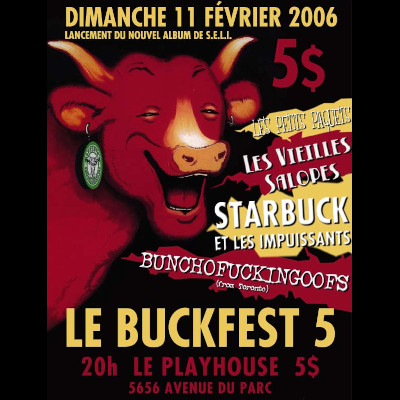 DIMANCHE 11 FÉVRIER 2006
LANCEMENT DU NOUVEL ALBUM DE S.E.L.I.
5$
LES PETITS PAQUETS
LES VIEILLES
SALOPES
STARBUCK
ET LES IMPUISSANTS
BUNCHOFUCKINGOOFS
(from Toronto)
LE BUCKFEST 5
20h LE PLAYHOUSE 5$
5656 AVENUE DU PARC